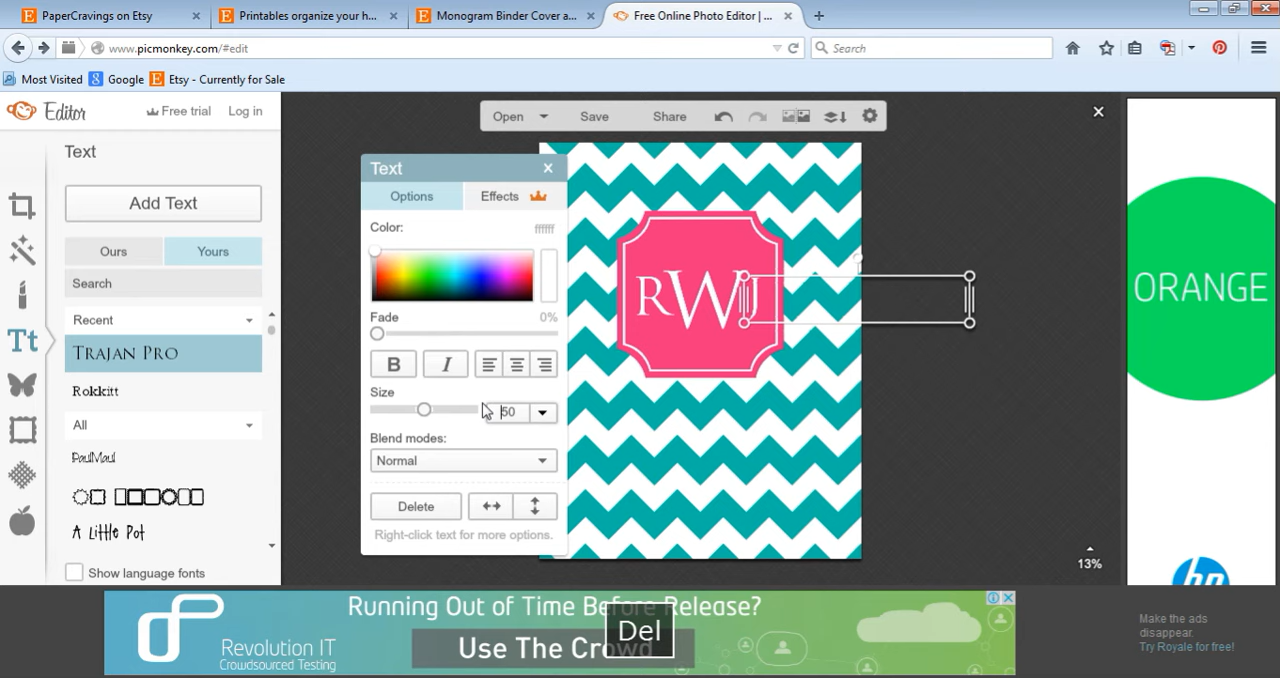 PaperCravings on Etsy
Printables organize your h...
Monogram Binder Cover a...
Free Online Photo Editor | ...
www.picmonkey.com/#edit
Search
Most Visited
Google
Etsy - Currently for Sale
Editor
Free trial
Log in
Open
Save
Share
Text
Add Text
Ours
Yours
Search
Recent
Trajan Pro
Rokkitt
All
PaulMaul
A Little Pot
Show language fonts
Text
Options
Effects
Color:
ffffff
Fade
0%
B
I
Size
50
Blend modes:
Normal
Delete
Right-click text for more options.
RWJ
ORANGE
hp
13%
Running Out of Time Before Release?
Use The Crowd
Revolution IT
Crowdsourced Testing
Del
Make the ads
disappear.
Try Royale for free!